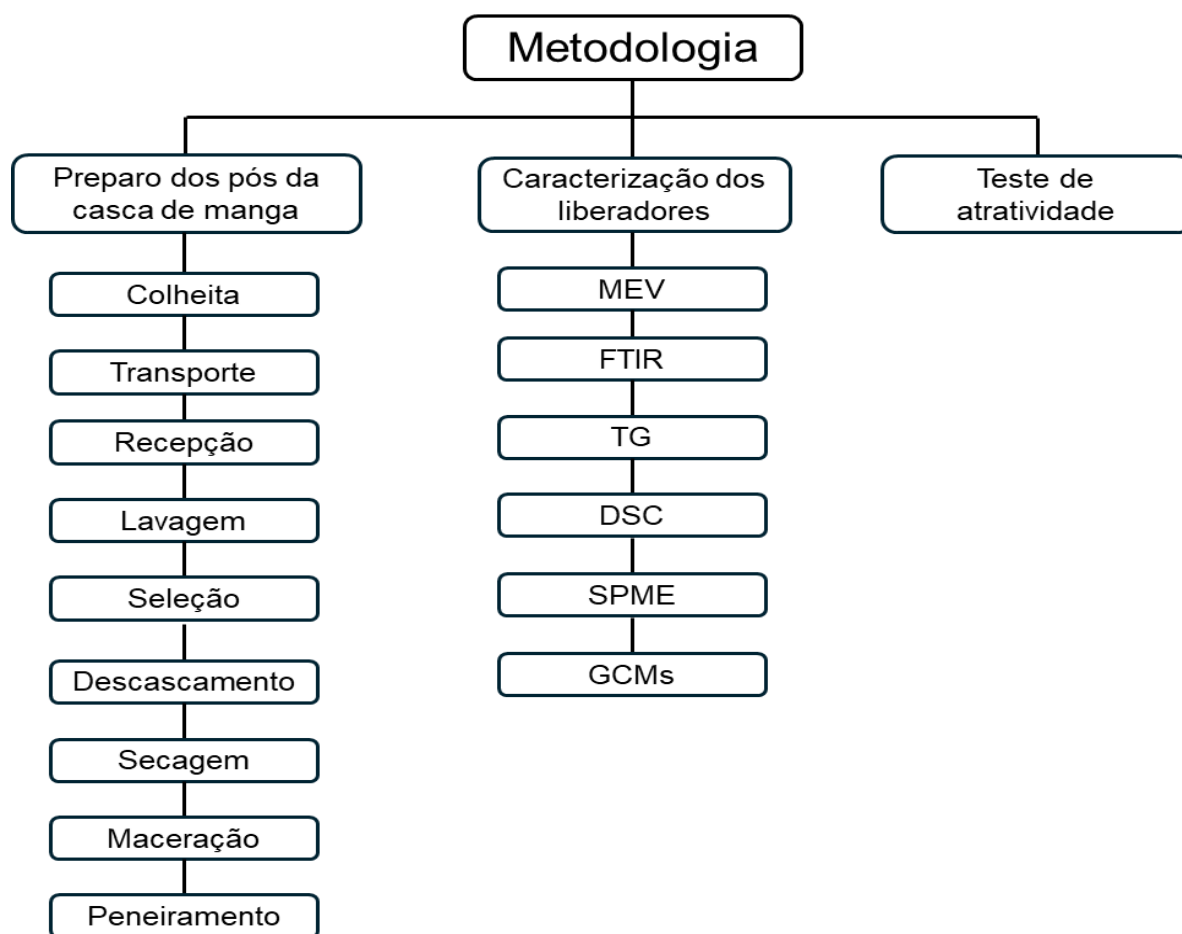 Metodologia
Preparo dos pós da
casca de manga
Colheita
Transporte
Recepção
Lavagem
Seleção
Descascamento
Secagem
Maceração
Peneiramento
Caracterização dos
liberadores
MEV
FTIR
TG
DSC
SPME
GCMs
Teste de
atratividade